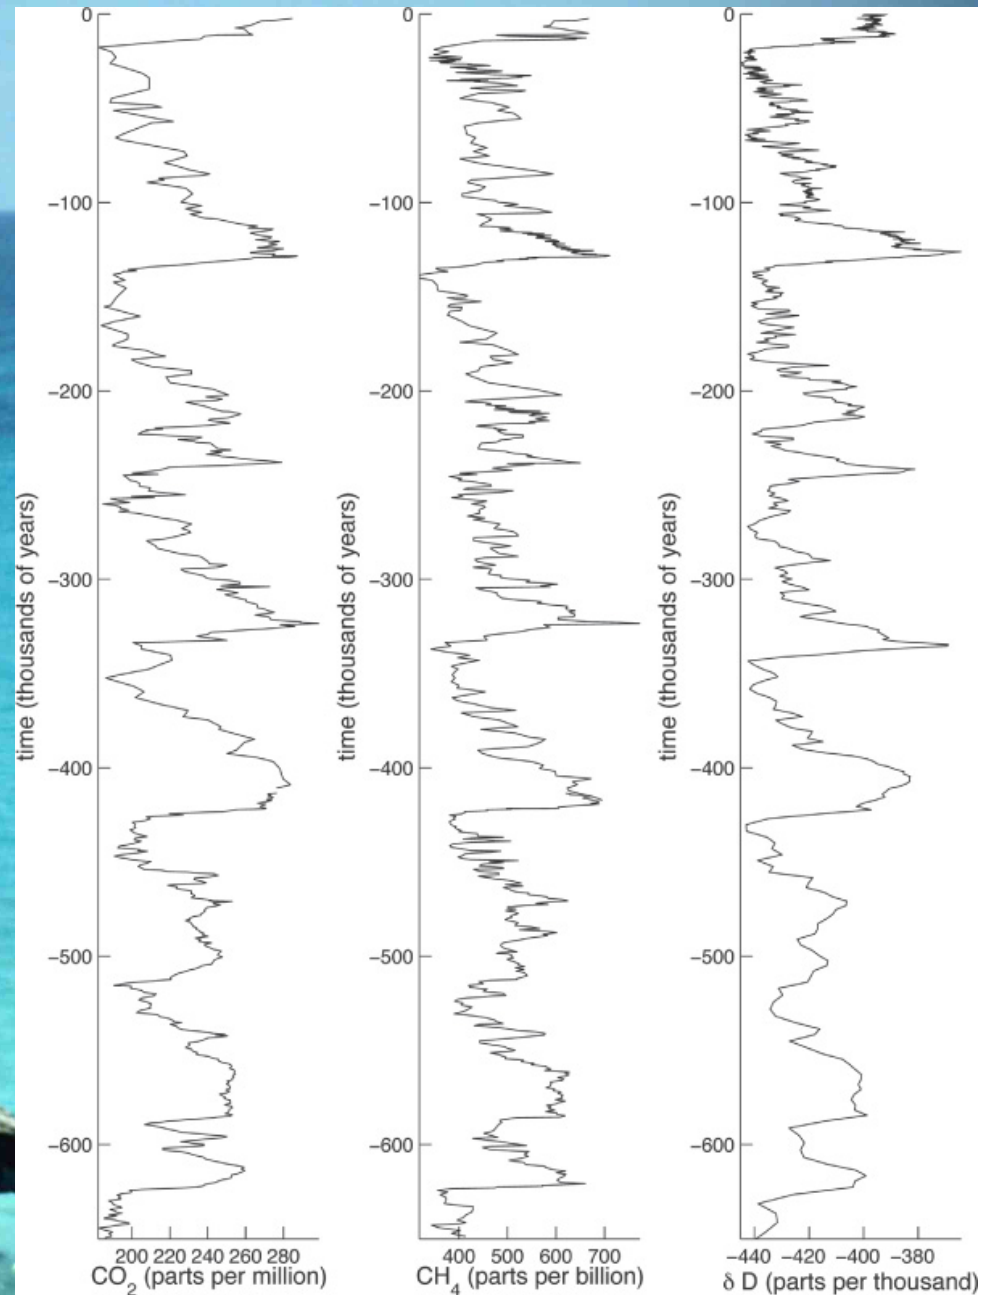 0
−100
−200
−300
−400
−500
−600
time (thousands of years)
200 220 240 260 280
CO2 (parts per million)
0
−100
−200
−300
−400
−500
−600
time (thousands of years)
400 500 600 700
CH4 (parts per billion)
0
−100
−200
−300
−400
−500
−600
time (thousands of years)
−440 −420 −400 −380
δ D (parts per thousand)